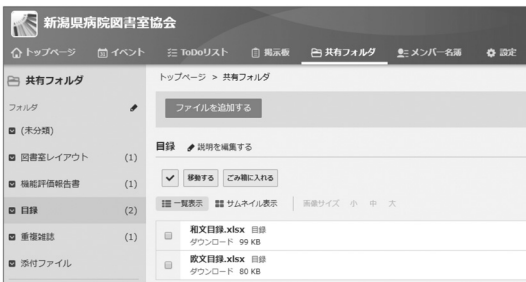 新潟県病院図書室協会
トップページ イベント ToDoリスト 掲示板 共有フォルダ メンバー名簿 設定
共有フォルダ
フォルダ
(未分類)
図書室レイアウト (1)
機能評価報告書 (1)
目録 (2)
重複雑誌 (1)
添付ファイル
トップページ > 共有フォルダ
ファイルを追加する
目録 説明を編集する
移動する ごみ箱に入れる
一覧表示 サムネイル表示 画像サイズ 小 中 大
和文目録.xlsx 目録
ダウンロード 99 KB
欧文目録.xlsx 目録
ダウンロード 80 KB